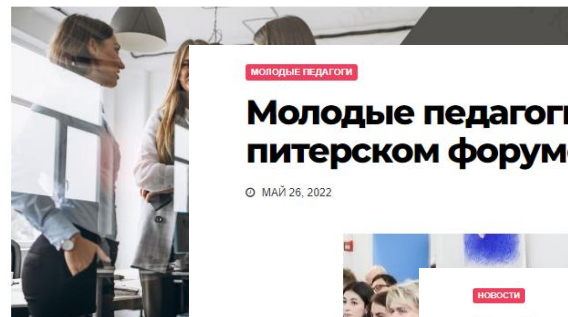 МОЛОДЫЕ ПЕДАГОГИ
Молодые педагоги
питерском форум
МАЙ 26, 2022
НОВОСТИ